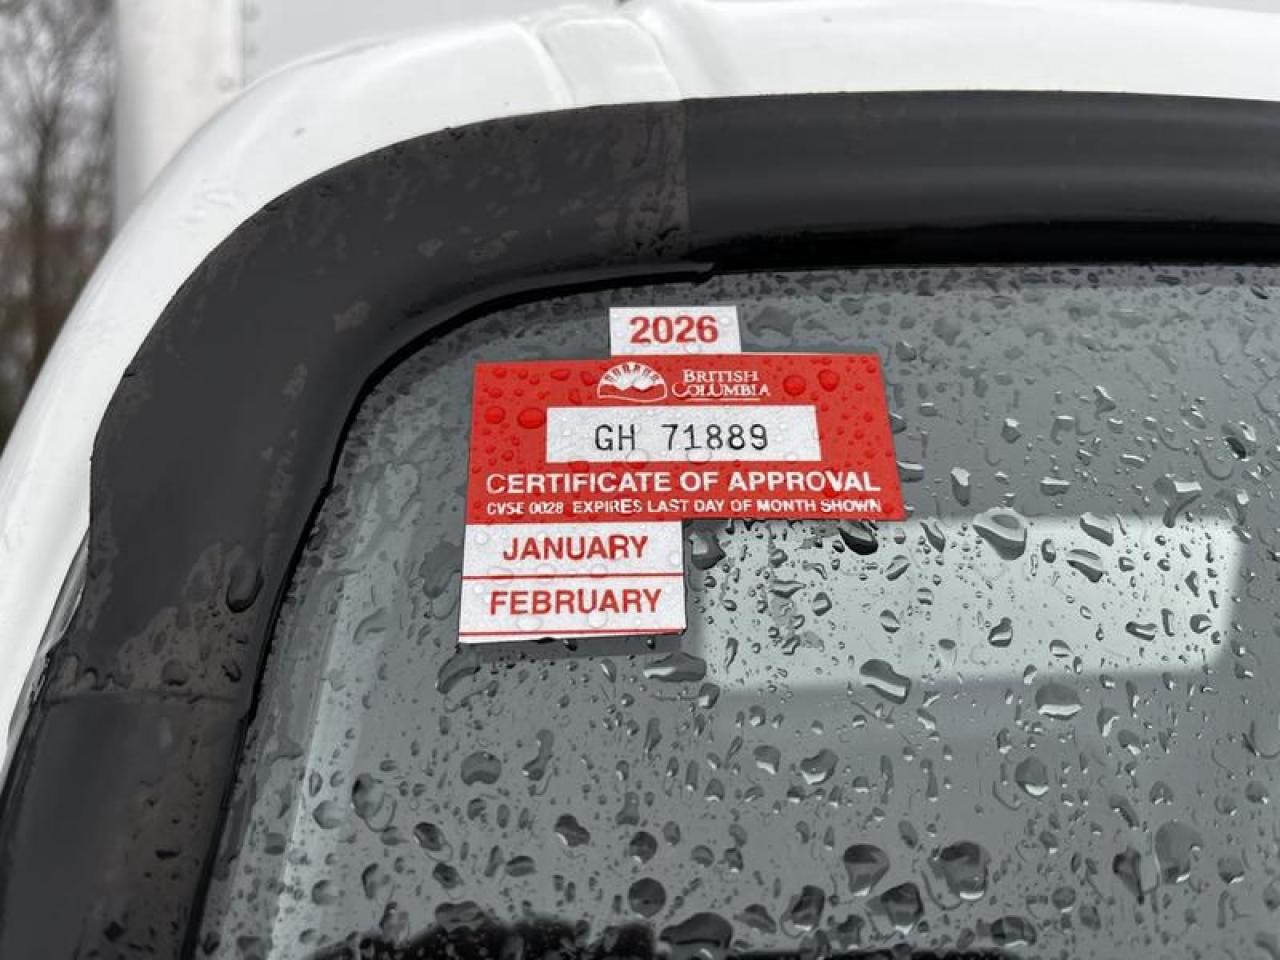 2026
BRITISH
COLUMBIA
GH 71889
CERTIFICATE OF APPROVAL
CVSE 0028 EXPIRES LAST DAY OF MONTH SHOWN
JANUARY
FEBRUARY